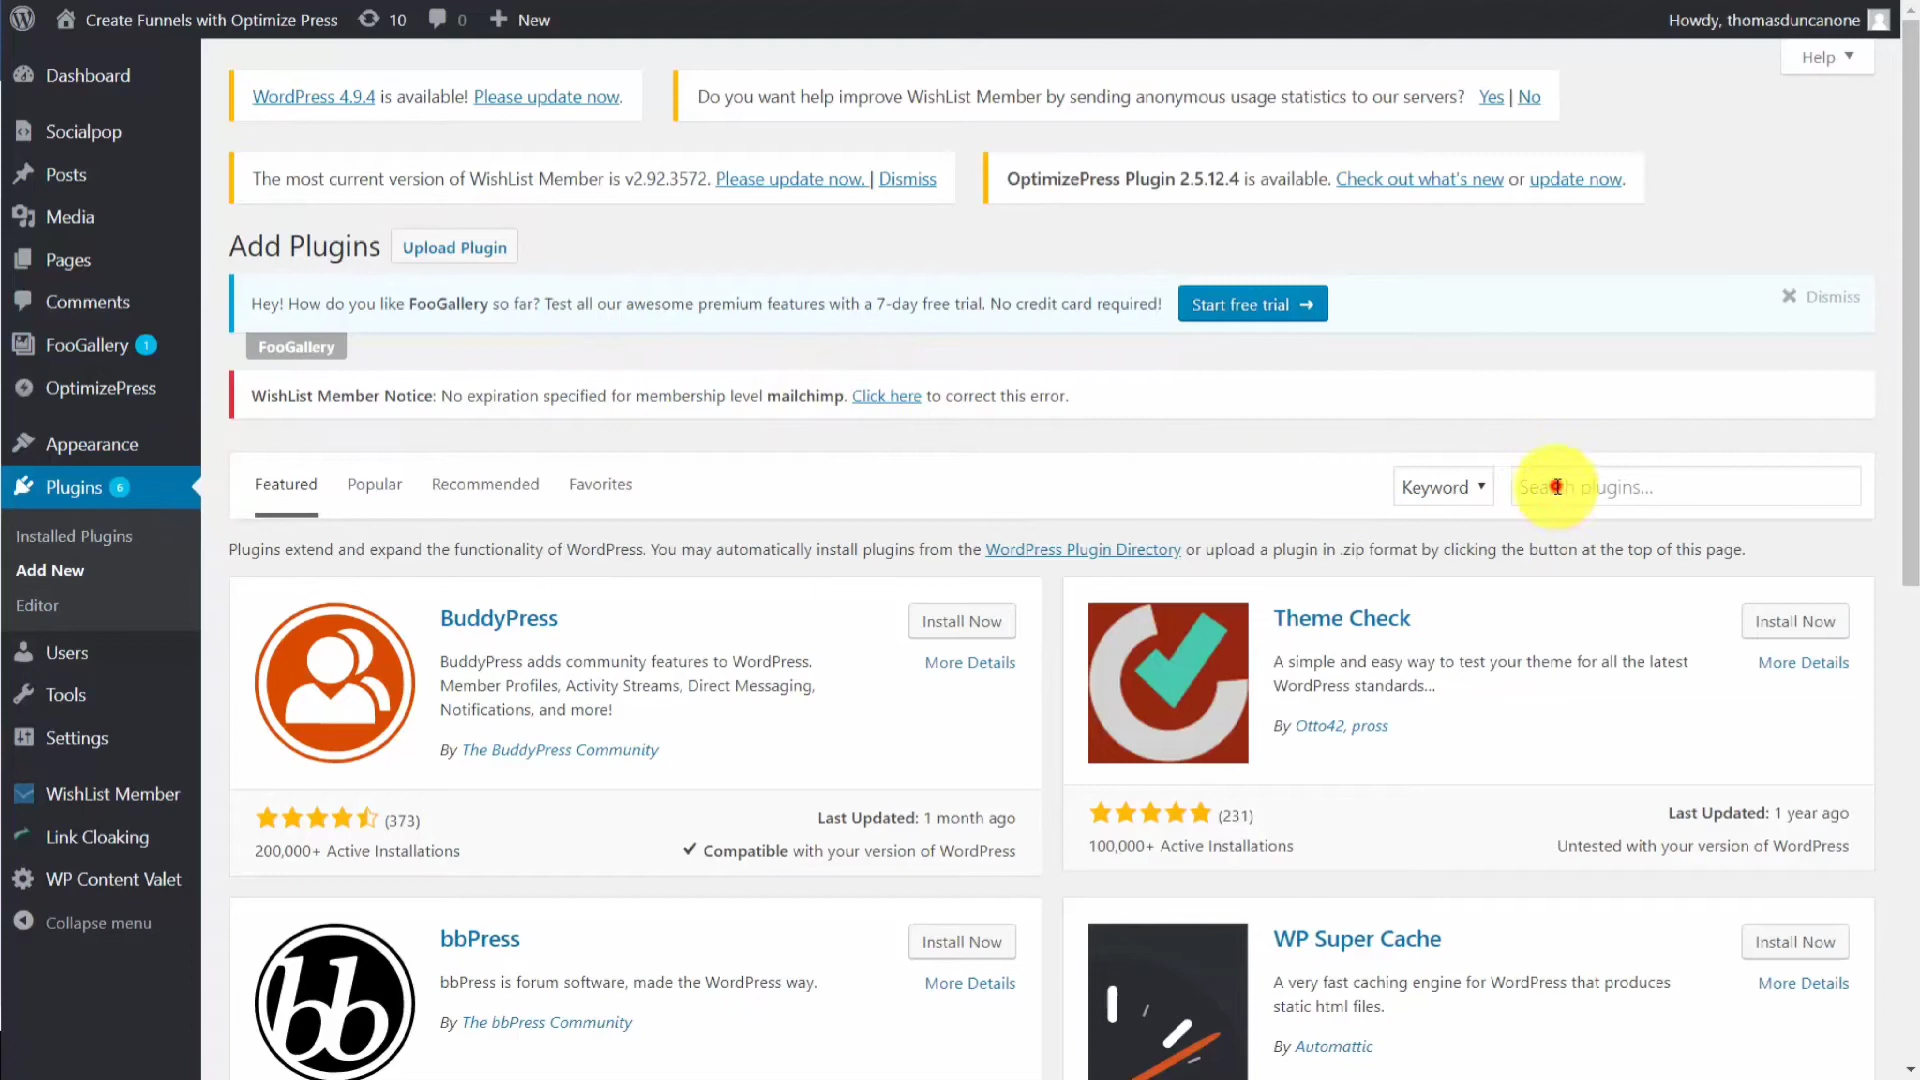 Create Funnels with Optimize Press 10 0 New Howdy, thomasduncanone
Help
Dashboard
Socialpop
Posts
Media
Pages
Comments
FooGallery 1
OptimizePress
Appearance
Plugins 6
Installed Plugins
Add New
Editor
Users
Tools
Settings
WishList Member
Link Cloaking
WP Content Valet
Collapse menu
WordPress 4.9.4 is available! Please update now.
Do you want help improve WishList Member by sending anonymous usage statistics to our servers? Yes | No
The most current version of WishList Member is v2.92.3572. Please update now. | Dismiss
OptimizePress Plugin 2.5.12.4 is available. Check out what's new or update now.
Add Plugins Upload Plugin
Hey! How do you like FooGallery so far? Test all our awesome premium features with a 7-day free trial. No credit card required! Start free trial → Dismiss
FooGallery
WishList Member Notice: No expiration specified for membership level mailchimp. Click here to correct this error.
Featured Popular Recommended Favorites Keyword Search plugins...
Plugins extend and expand the functionality of WordPress. You may automatically install plugins from the WordPress Plugin Directory or upload a plugin in .zip format by clicking the button at the top of this page.
BuddyPress
Install Now
More Details
BuddyPress adds community features to WordPress.
Member Profiles, Activity Streams, Direct Messaging,
Notifications, and more!
By The BuddyPress Community
(373)
Last Updated: 1 month ago
200,000+ Active Installations
Compatible with your version of WordPress
Theme Check
Install Now
More Details
A simple and easy way to test your theme for all the latest
WordPress standards...
By Otto42, pross
(231)
Last Updated: 1 year ago
100,000+ Active Installations
Untested with your version of WordPress
bb
bbPress
Install Now
More Details
bbPress is forum software, made the WordPress way.
By The bbPress Community
WP Super Cache
Install Now
More Details
A very fast caching engine for WordPress that produces
static html files.
By Automattic